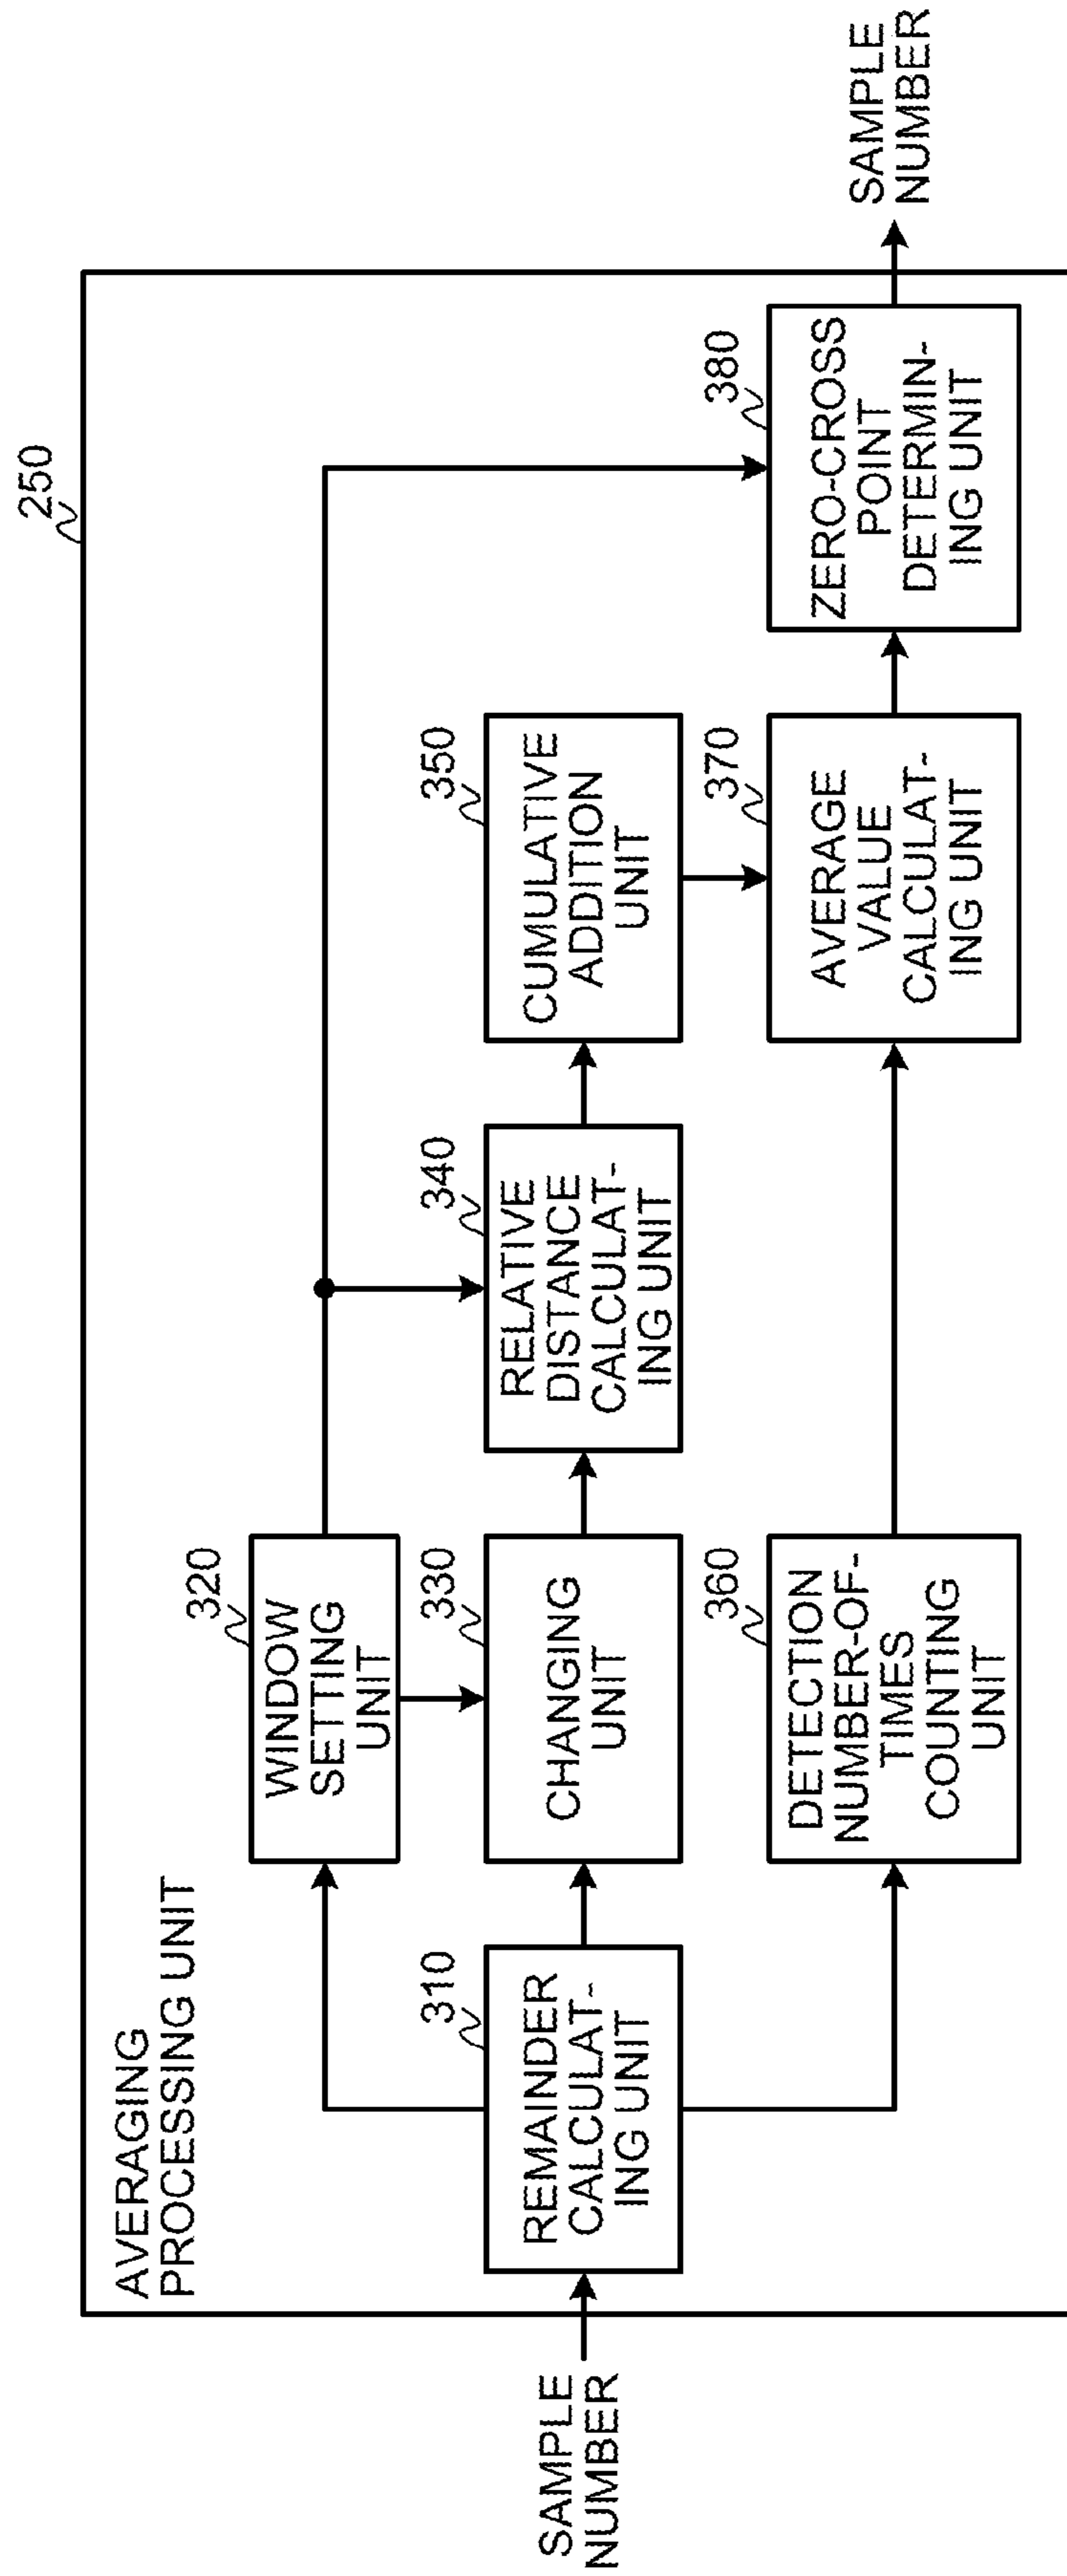 250
AVERAGING
PROCESSING UNIT
SAMPLE
NUMBER
310
REMAINDER
CALCULAT-
ING UNIT
320
WINDOW
SETTING
UNIT
330
CHANGING
UNIT
340
RELATIVE
DISTANCE
CALCULAT-
ING UNIT
350
CUMULATIVE
ADDITION
UNIT
360
DETECTION
NUMBER-OF-
TIMES
COUNTING
UNIT
370
AVERAGE
VALUE
CALCULAT-
ING UNIT
380
ZERO-CROSS
POINT
DETERMIN-
ING UNIT
SAMPLE
NUMBER